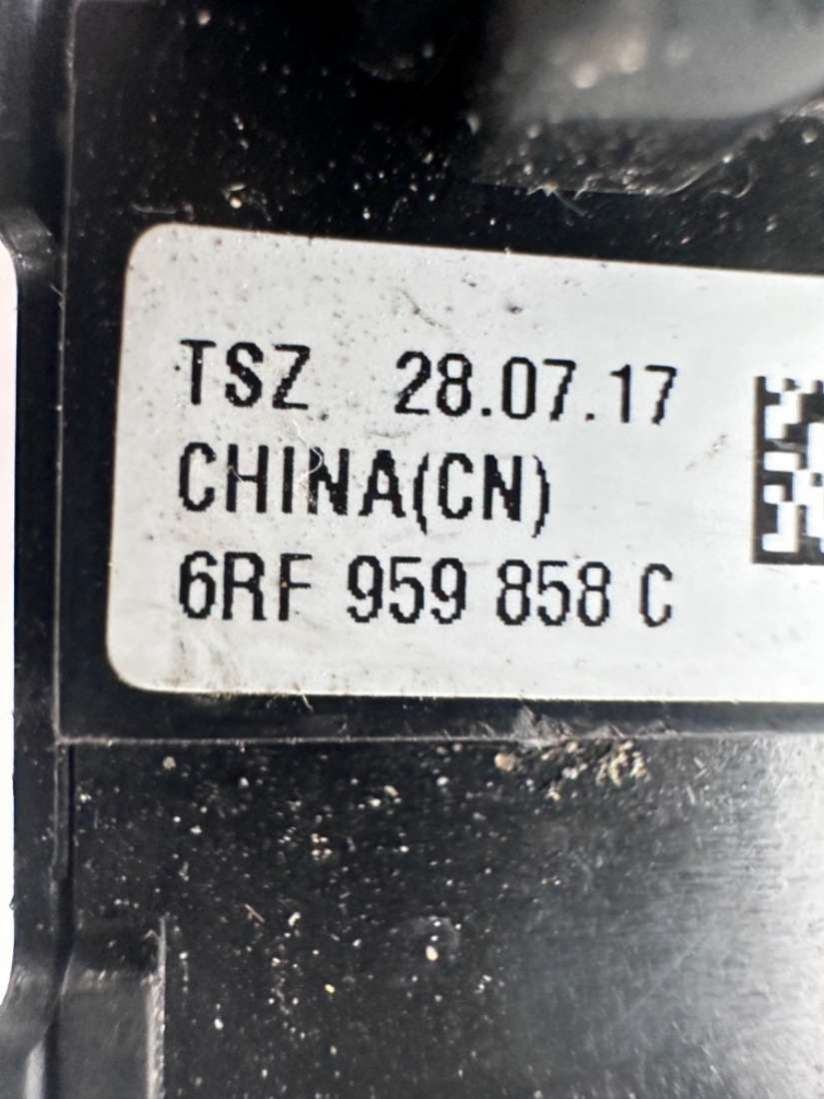 TSZ 28.07.17
CHINA(CN)
6RF 959 858 C